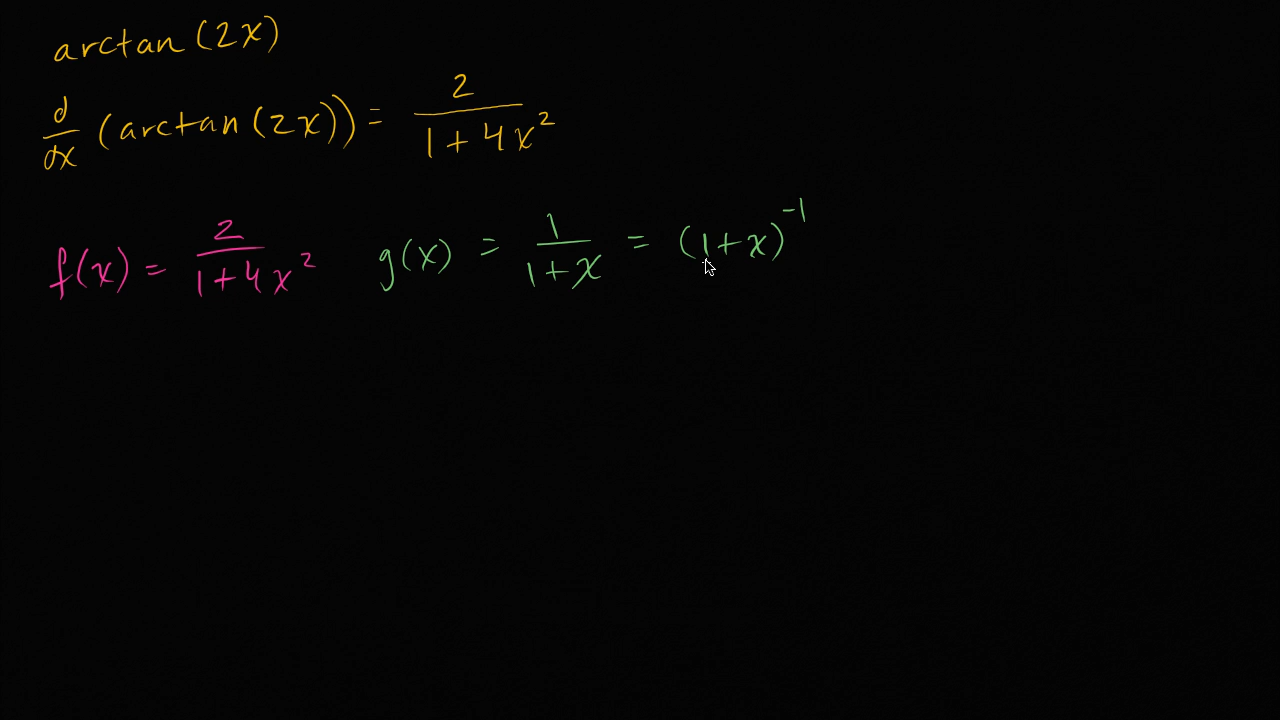 arctan(2x)
d/dx (arctan(2x)) = 2/(1+4x²)
f(x) = 2/(1+4x²) g(x) = 1/(1+x) = (1+x)⁻¹